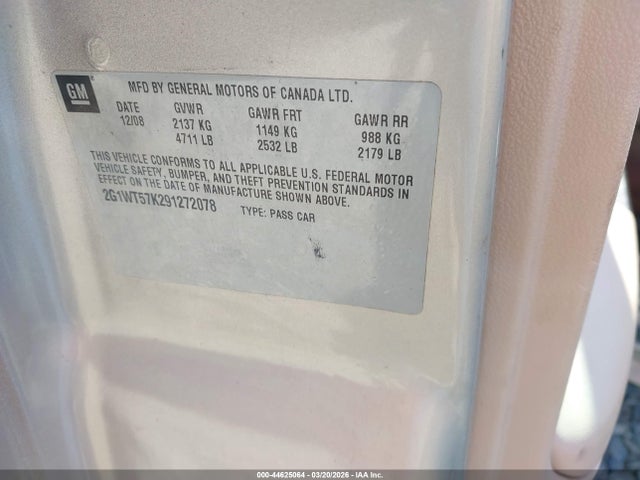 GM
MFD BY GENERAL MOTORS OF CANADA LTD.
DATE GVWR GAWR FRT GAWR RR
12/08 2137 KG 1149 KG 988 KG
4711 LB 2532 LB 2179 LB
THIS VEHICLE CONFORMS TO ALL APPLICABLE U.S. FEDERAL MOTOR
VEHICLE SAFETY, BUMPER, AND THEFT PREVENTION STANDARDS IN
EFFECT ON THE DATE OF MANUFACTURE SHOWN ABOVE.
2G1WT57K291272078 TYPE: PASS CAR
000-44625064 - 03/20/2026 - IAA Inc.